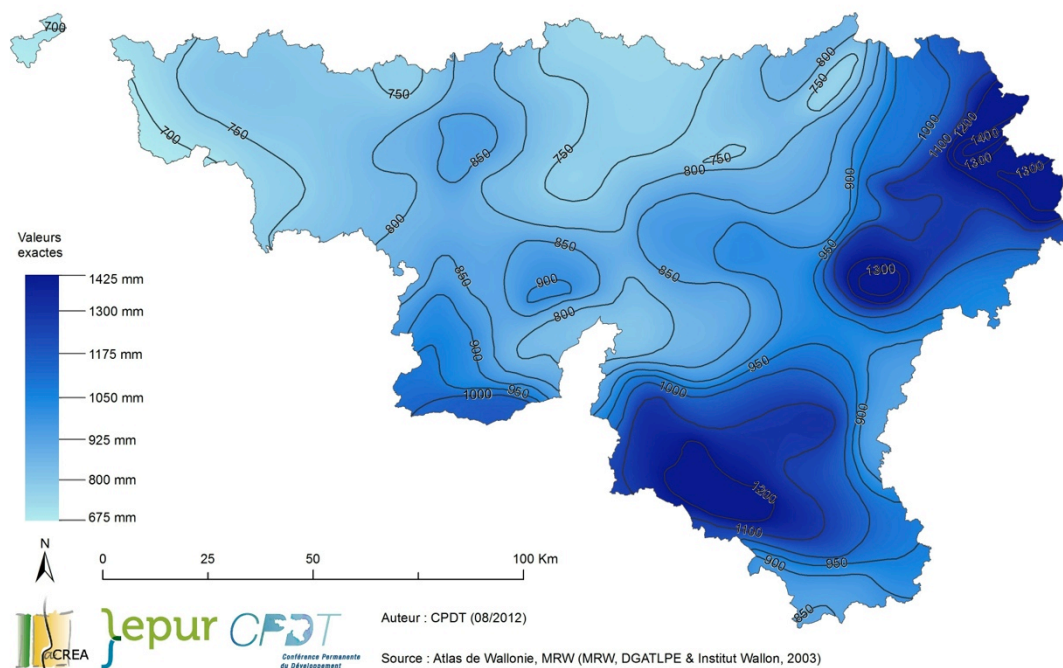 700
800
750
750
700
750
850
750
750
800
900
1000
1100
1200
1400
1300
1300
800
850
850
900
800
950
1300
900
950
1000
950
1000
900
1200
1100
950
900
850
Valeurs
exactes
1425 mm
1300 mm
1175 mm
1050 mm
925 mm
800 mm
675 mm
N
0 25 50 100 Km
CREA
lepur
CPDT
Conférence Permanente
du Développement
Auteur : CPDT (08/2012)
Source : Atlas de Wallonie, MRW (MRW, DGATLPE & Institut Wallon, 2003)